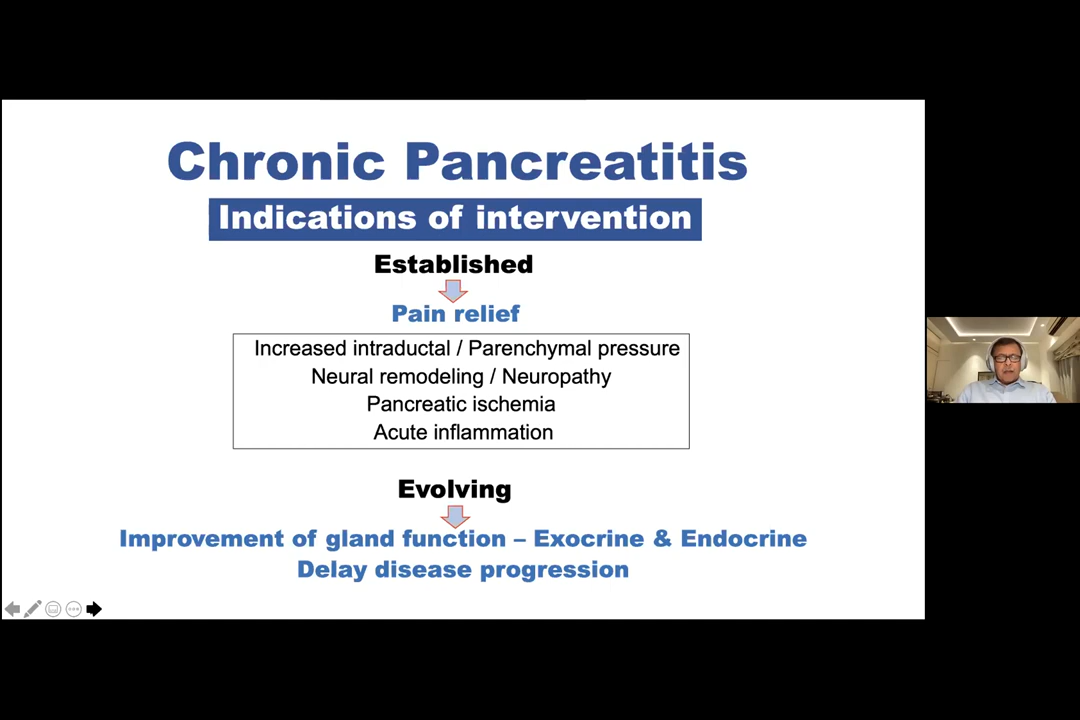 Chronic Pancreatitis
Indications of intervention
Established
Pain relief
Increased intraductal / Parenchymal pressure
Neural remodeling / Neuropathy
Pancreatic ischemia
Acute inflammation
Evolving
Improvement of gland function – Exocrine & Endocrine
Delay disease progression